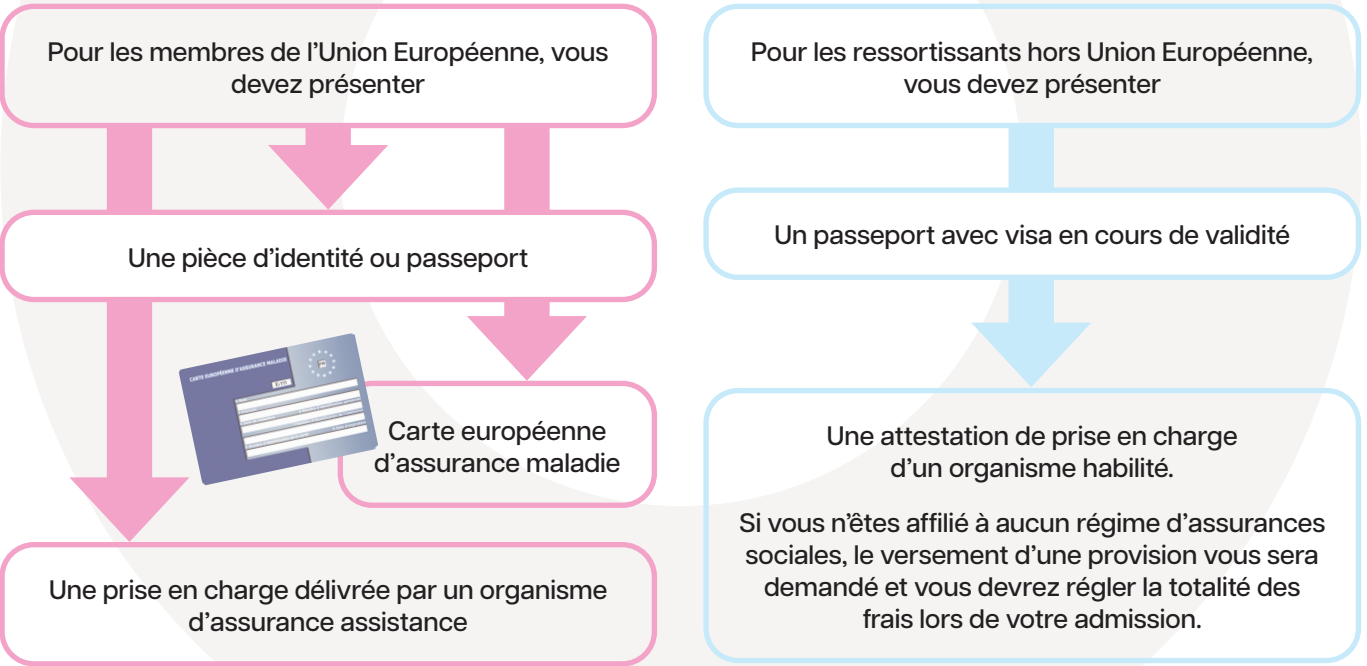 Pour les membres de l’Union Européenne, vous
devez présenter
Une pièce d’identité ou passeport
CARTE EUROPÉENNE D'ASSURANCE MALADIE
Carte européenne
d’assurance maladie
Une prise en charge délivrée par un organisme
d’assurance assistance
Pour les ressortissants hors Union Européenne,
vous devez présenter
Un passeport avec visa en cours de validité
Une attestation de prise en charge
d’un organisme habilité.
Si vous n’êtes affilié à aucun régime d’assurances
sociales, le versement d’une provision vous sera
demandé et vous devrez régler la totalité des
frais lors de votre admission.